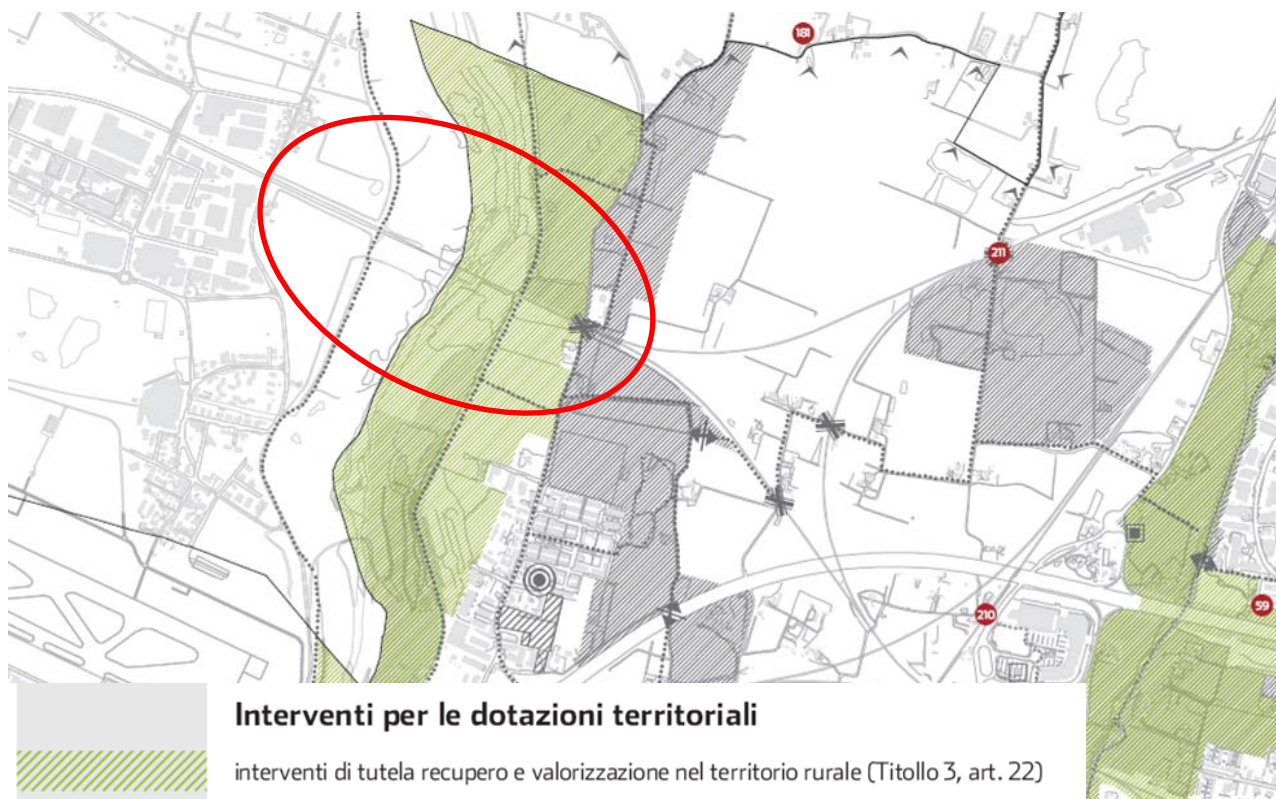 181
211
210
59
Interventi per le dotazioni territoriali
interventi di tutela recupero e valorizzazione nel territorio rurale (Titollo 3, art. 22)